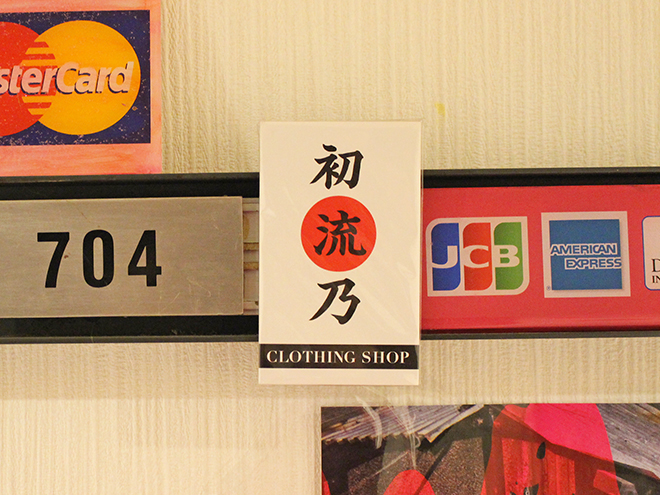 sterCard
初
流
乃
CLOTHING SHOP
704
JCB
AMERICAN
EXPRESS